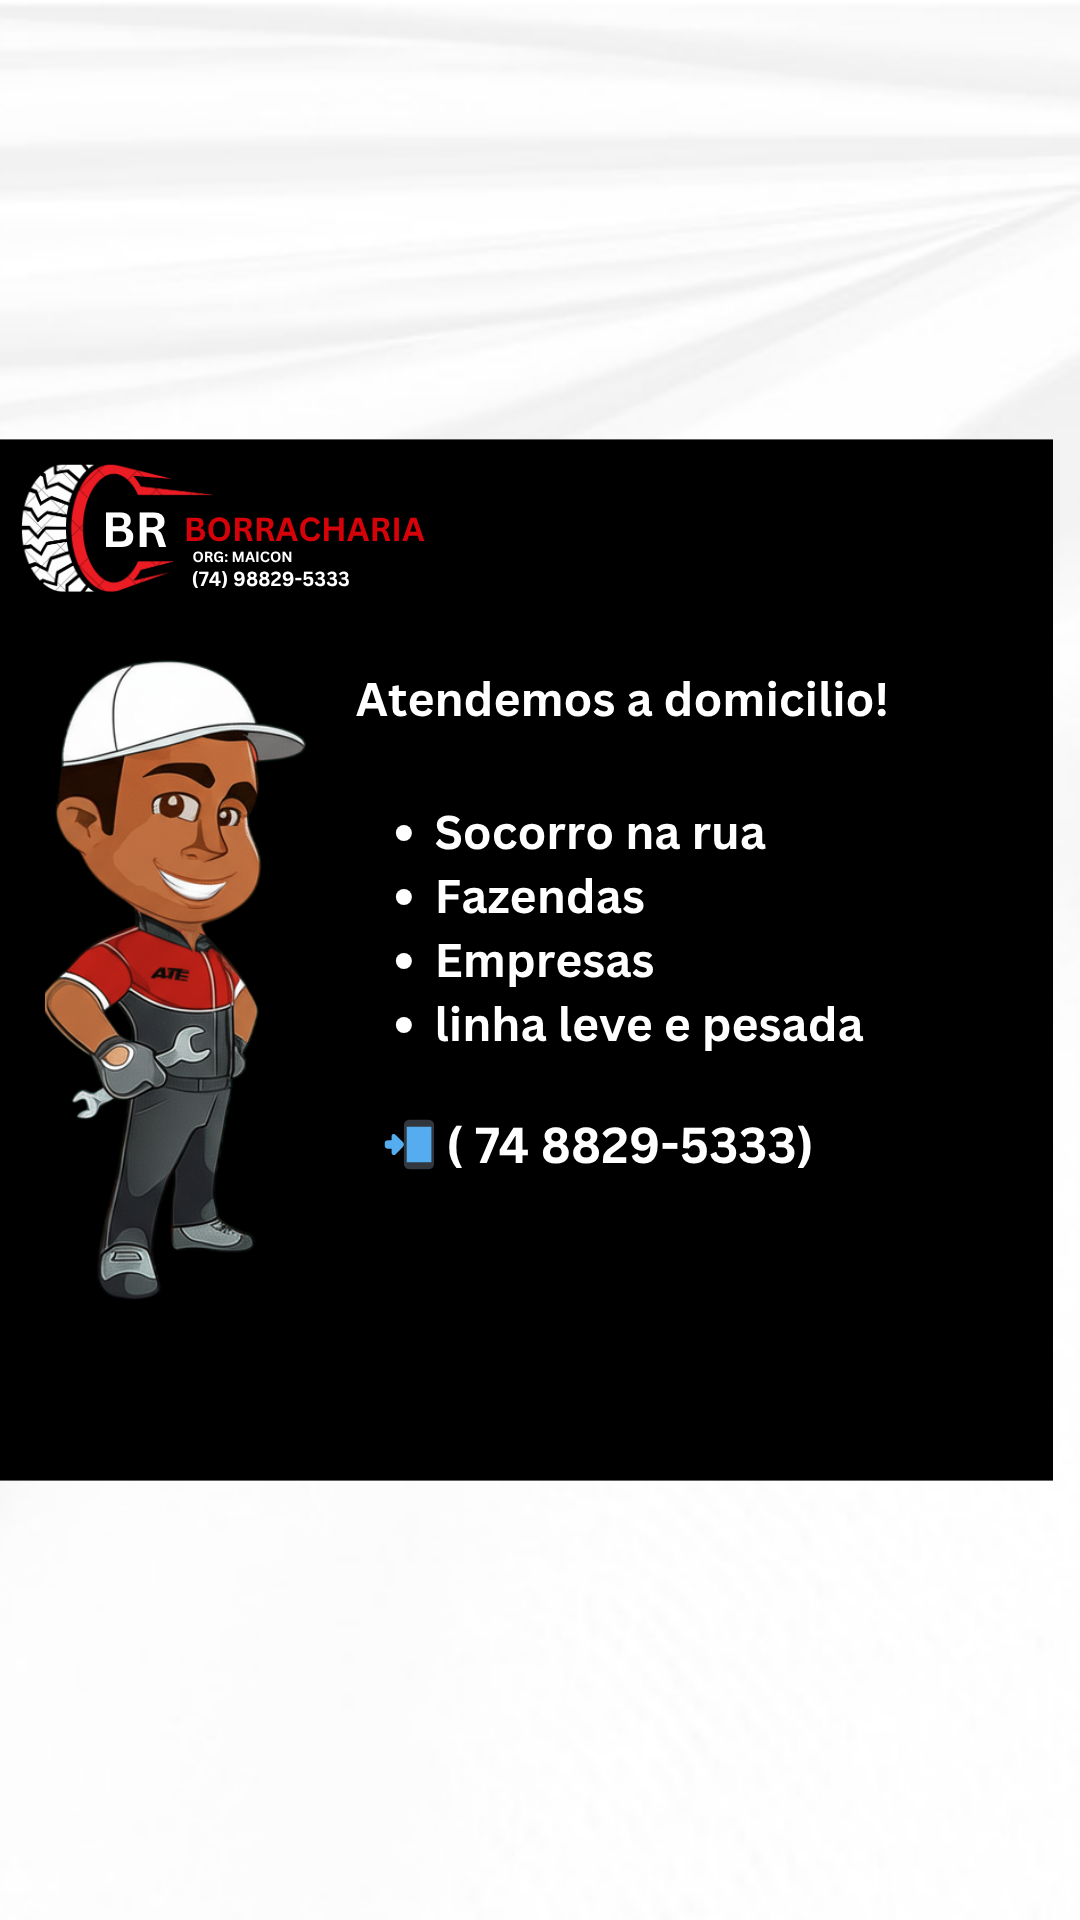 BR BORRACHARIA
ORG: MAICON
(74) 98829-5333
Atendemos a domicilio!
• Socorro na rua
• Fazendas
• Empresas
• linha leve e pesada
📲 ( 74 8829-5333)
ATE